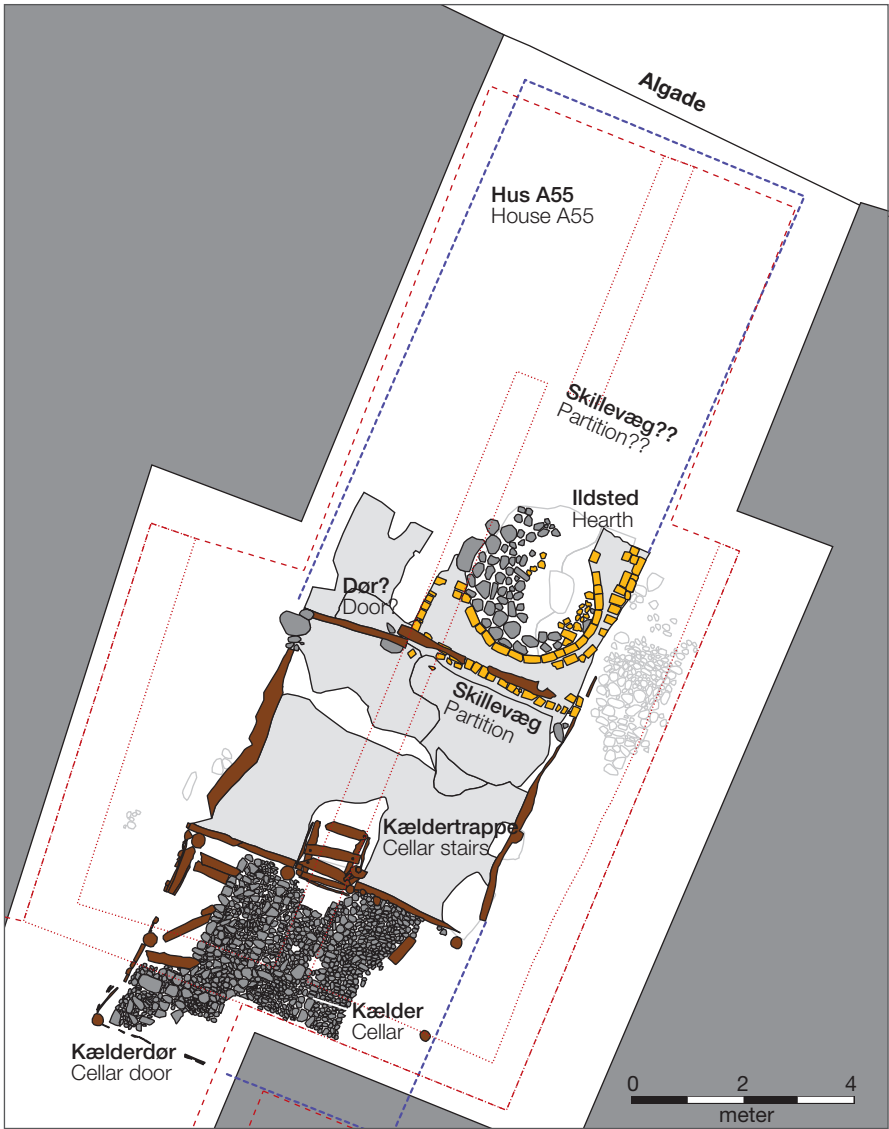 Algade
Hus A55
House A55
Skillevæg??
Partition??
Ildsted
Hearth
Dør?
Door?
Skillevæg
Partition
Kældertrappe
Cellar stairs
Kælder
Cellar
Kælderdør
Cellar door
0 2 4
meter